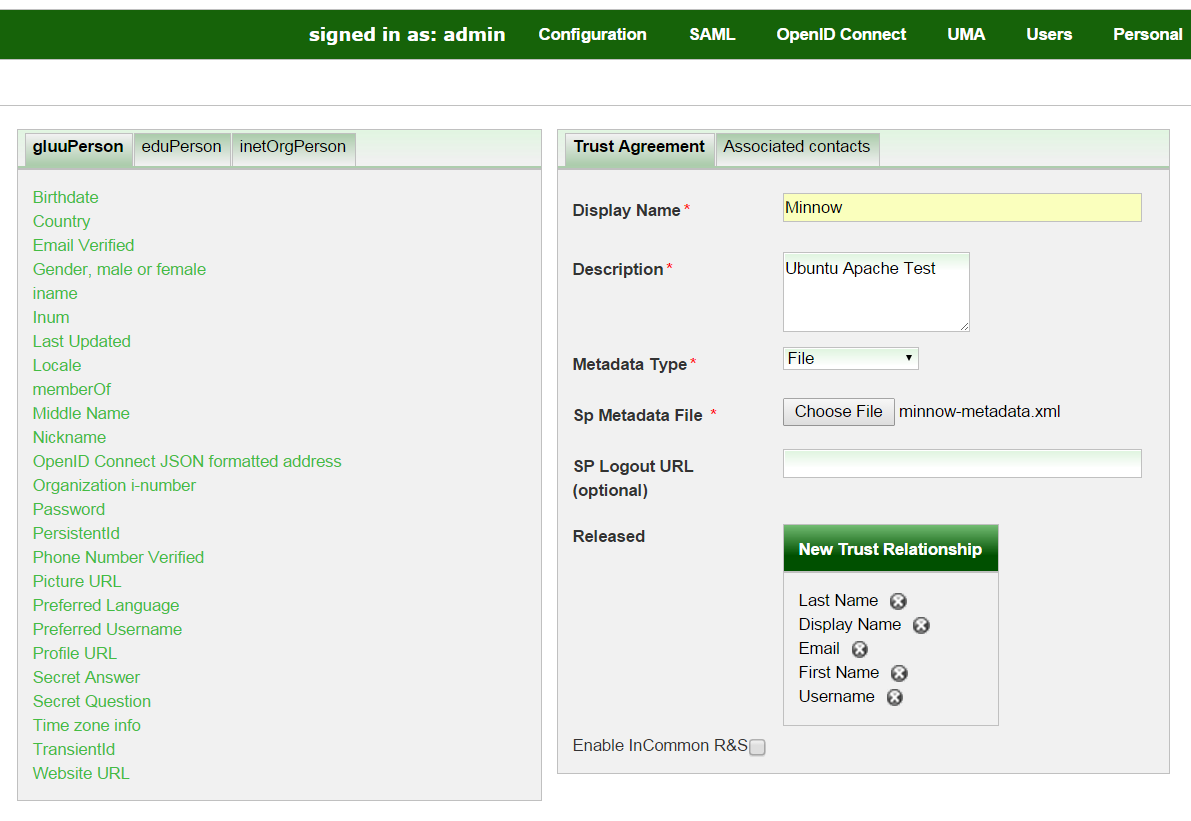 signed in as: admin Configuration SAML OpenID Connect UMA Users Personal
gluuPerson eduPerson inetOrgPerson
Birthdate
Country
Email Verified
Gender, male or female
iname
Inum
Last Updated
Locale
memberOf
Middle Name
Nickname
OpenID Connect JSON formatted address
Organization i-number
Password
PersistentId
Phone Number Verified
Picture URL
Preferred Language
Preferred Username
Profile URL
Secret Answer
Secret Question
Time zone info
TransientId
Website URL
Trust Agreement Associated contacts
Display Name * Minnow
Description * Ubuntu Apache Test
Metadata Type * File
Sp Metadata File * Choose File minnow-metadata.xml
SP Logout URL
(optional)
Released
New Trust Relationship
Last Name
Display Name
Email
First Name
Username
Enable InCommon R&S